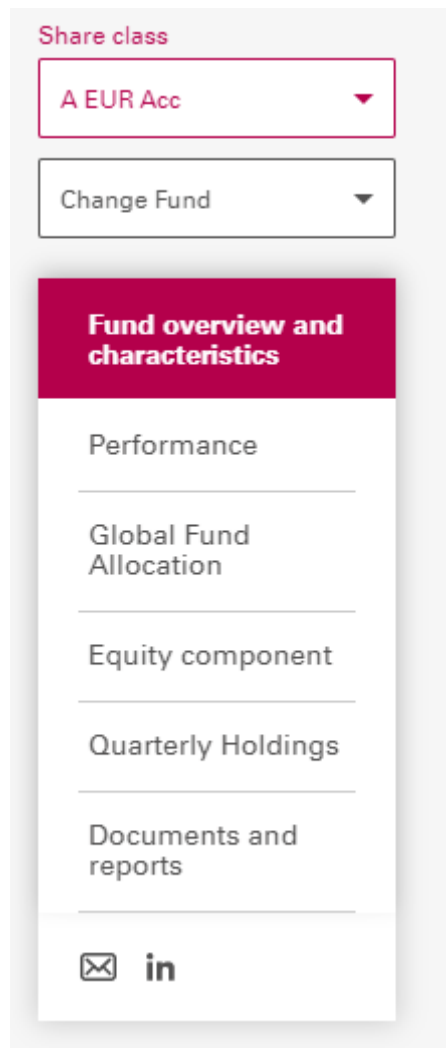 Share class
A EUR Acc
Change Fund
Fund overview and
characteristics
Performance
Global Fund
Allocation
Equity component
Quarterly Holdings
Documents and
reports
in